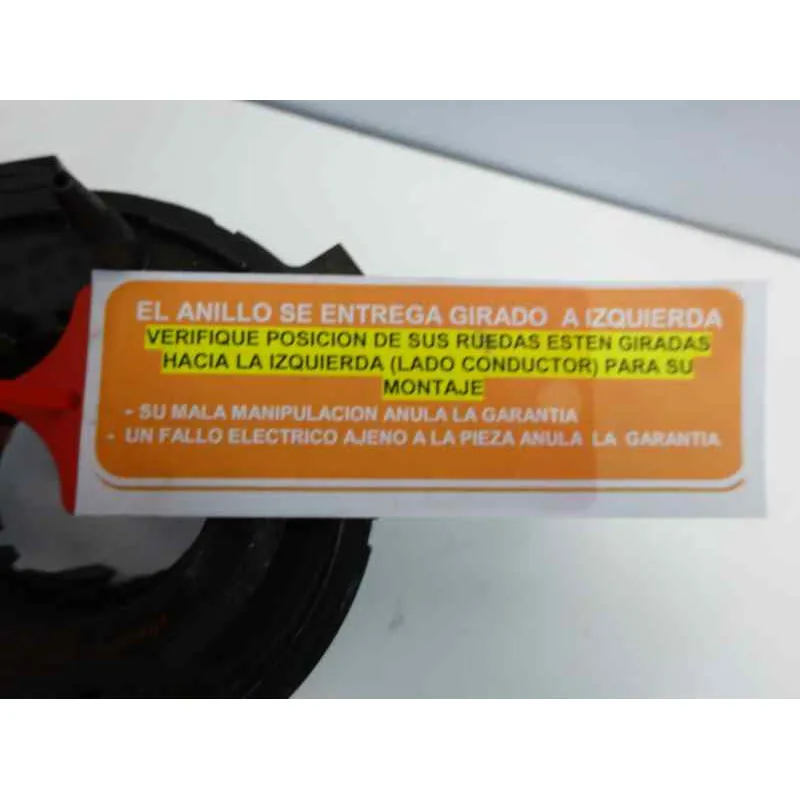 EL ANILLO SE ENTREGA GIRADO A IZQUIERDA
VERIFIQUE POSICION DE SUS RUEDAS ESTEN GIRADAS
HACIA LA IZQUIERDA (LADO CONDUCTOR) PARA SU
MONTAJE
- SU MALA MANIPULACION ANULA LA GARANTIA
- UN FALLO ELECTRICO AJENO A LA PIEZA ANULA LA GARANTIA